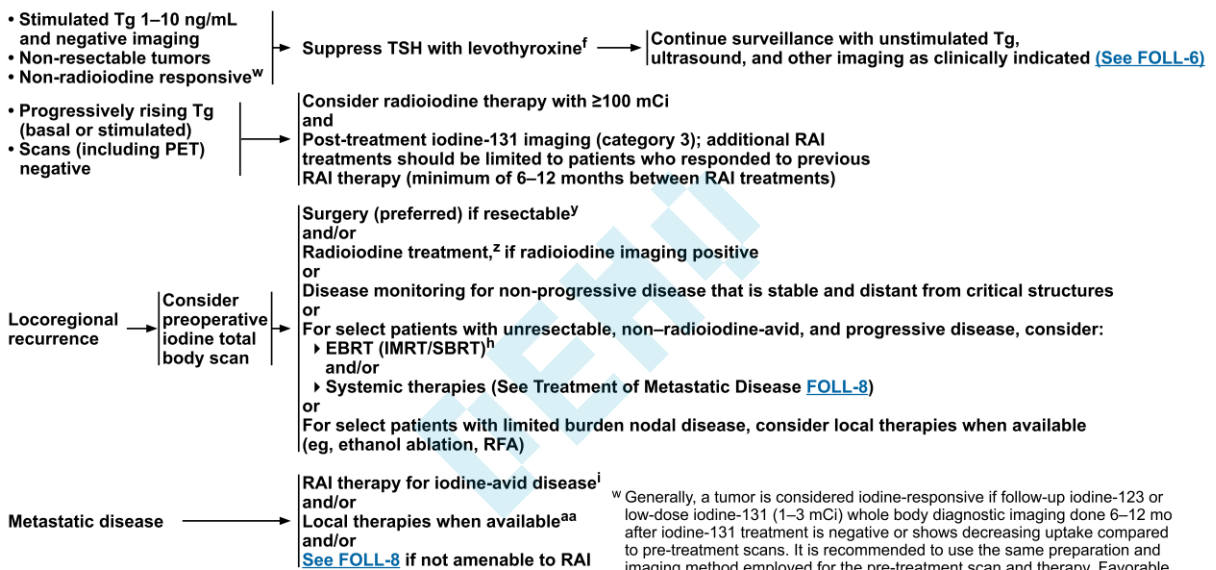 • Stimulated Tg 1–10 ng/mL
and negative imaging
• Non-resectable tumors
• Non-radioiodine responsiveʷ
Suppress TSH with levothyroxineᶠ
Continue surveillance with unstimulated Tg,
ultrasound, and other imaging as clinically indicated (See FOLL-6)
• Progressively rising Tg
(basal or stimulated)
• Scans (including PET)
negative
Consider radioiodine therapy with ≥100 mCi
and
Post-treatment iodine-131 imaging (category 3); additional RAI
treatments should be limited to patients who responded to previous
RAI therapy (minimum of 6–12 months between RAI treatments)
Locoregional
recurrence
Consider
preoperative
iodine total
body scan
Surgery (preferred) if resectableʸ
and/or
Radioiodine treatment,ᶻ if radioiodine imaging positive
or
Disease monitoring for non-progressive disease that is stable and distant from critical structures
or
For select patients with unresectable, non–radioiodine-avid, and progressive disease, consider:
▸ EBRT (IMRT/SBRT)ʰ
and/or
▸ Systemic therapies (See Treatment of Metastatic Disease FOLL-8)
or
For select patients with limited burden nodal disease, consider local therapies when available
(eg, ethanol ablation, RFA)
Metastatic disease
RAI therapy for iodine-avid diseaseⁱ
and/or
Local therapies when availableᵃᵃ
and/or
See FOLL-8 if not amenable to RAI
ʷ Generally, a tumor is considered iodine-responsive if follow-up iodine-123 or
low-dose iodine-131 (1–3 mCi) whole body diagnostic imaging done 6–12 mo
after iodine-131 treatment is negative or shows decreasing uptake compared
to pre-treatment scans. It is recommended to use the same preparation and
imaging method employed for the pre-treatment scan and therapy. Favorable